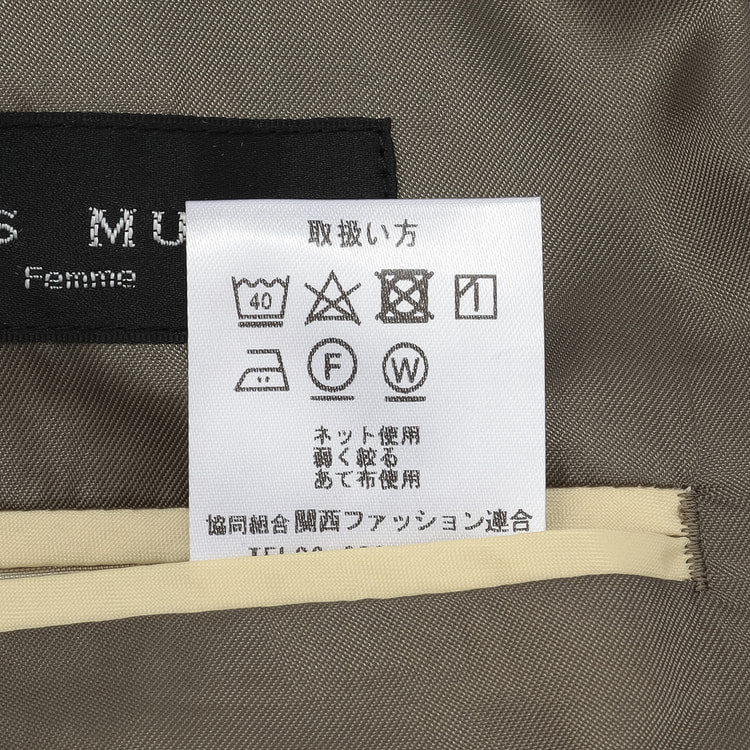 S MU
Femme
取扱い方
40
F
W
ネット使用
弱く絞る
あて布使用
協同組合 関西ファッション連合